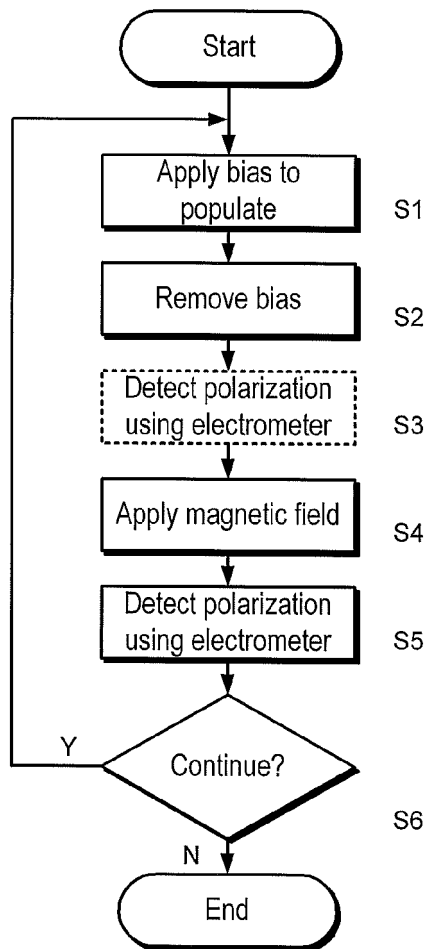 Start
Apply bias to
populate
S1
Remove bias
S2
Detect polarization
using electrometer
S3
Apply magnetic field
S4
Detect polarization
using electrometer
S5
Y
Continue?
S6
N
End